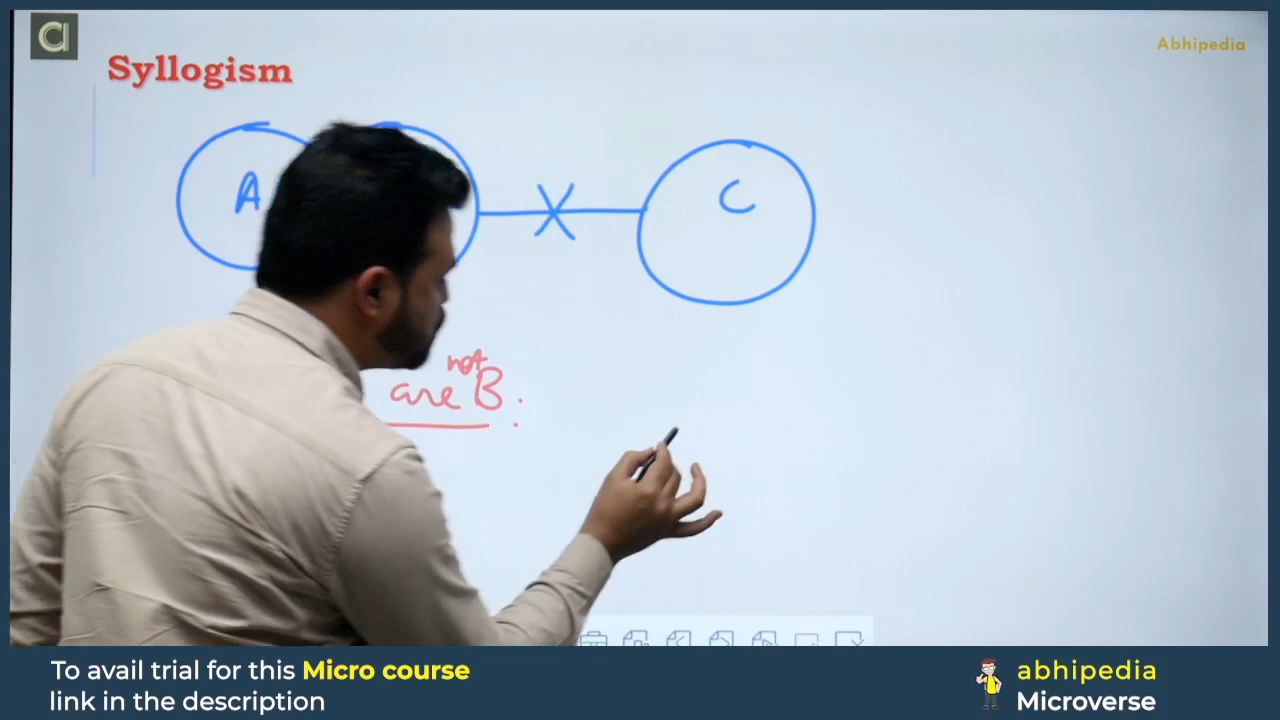 Syllogism
Abhipedia
A
C
not
are B.
To avail trial for this Micro course
link in the description
abhipedia
Microverse